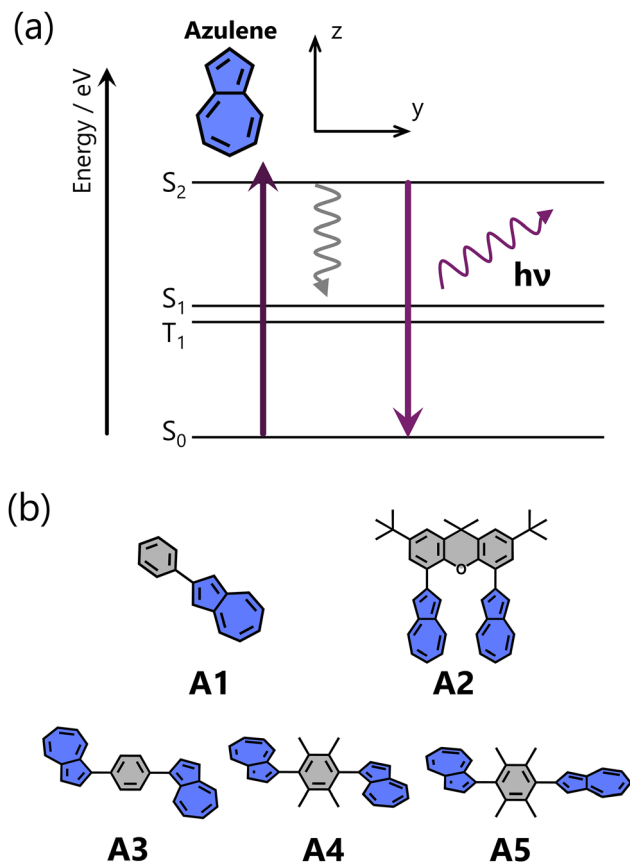 (a)
Azulene
Energy / eV
z
y
S2
S1
T1
S0
hν
(b)
O
A1
A2
A3
A4
A5